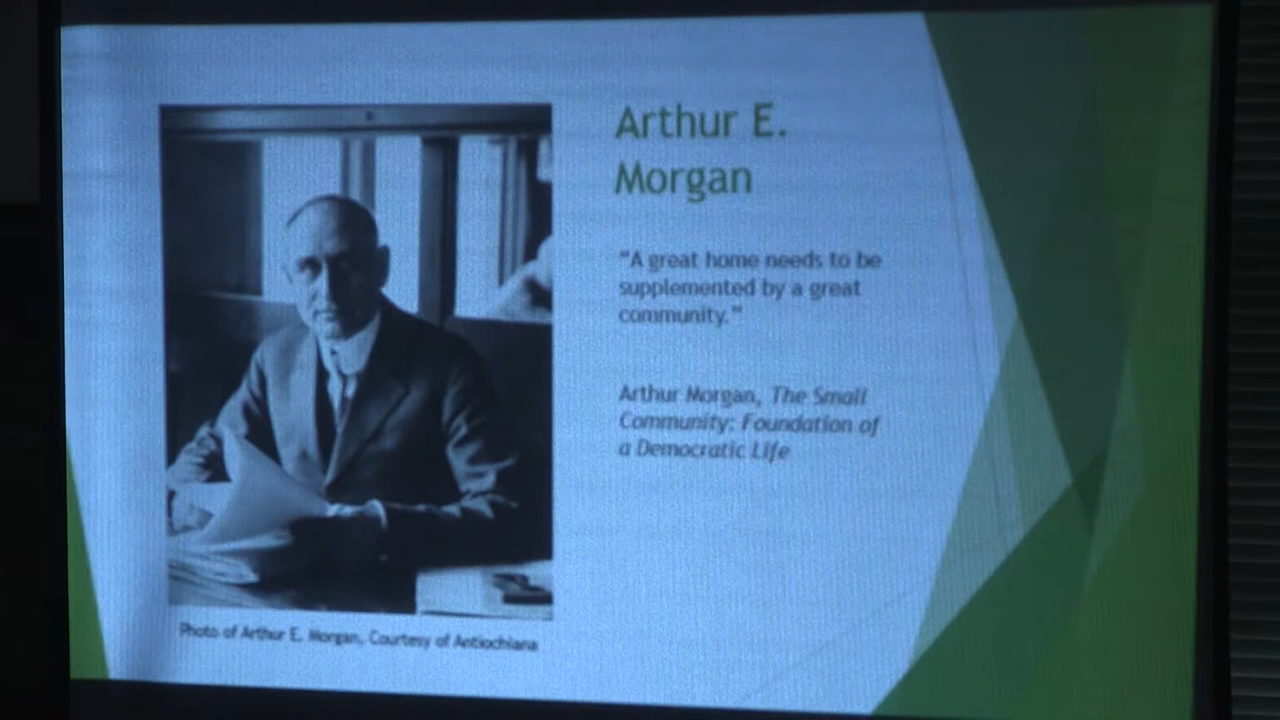 Arthur E.
Morgan
"A great home needs to be
supplemented by a great
community."
Arthur Morgan, The Small
Community: Foundation of
a Democratic Life
Photo of Arthur E. Morgan, Courtesy of Antiochiana